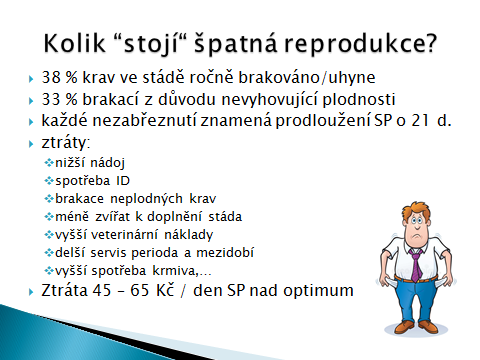 Kolik “stojí“ špatná reprodukce?
38 % krav ve stádě ročně brakováno/uhyne
33 % brakací z důvodu nevyhovující plodnosti
každé nezabřeznutí znamená prodloužení SP o 21 d.
ztráty:
nižší nádoj
spotřeba ID
brakace neplodných krav
méně zvířat k doplnění stáda
vyšší veterinární náklady
delší servis perioda a mezidobí
vyšší spotřeba krmiva,…
Ztráta 45 – 65 Kč / den SP nad optimum